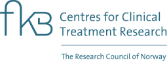 fkb Centres for Clinical
Treatment Research
The Research Council of Norway